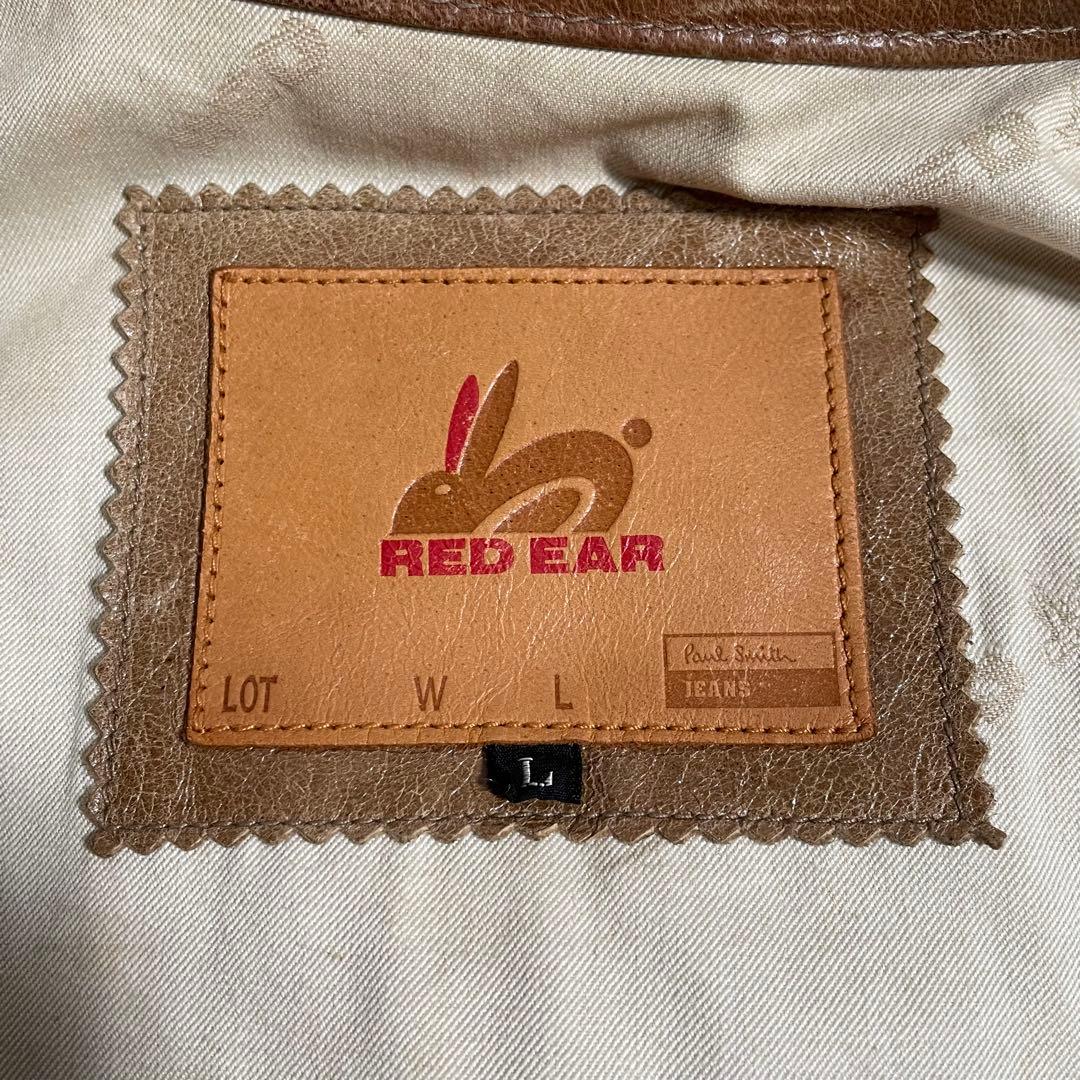 RED EAR
Paul Smith
JEANS
LOT W L
L